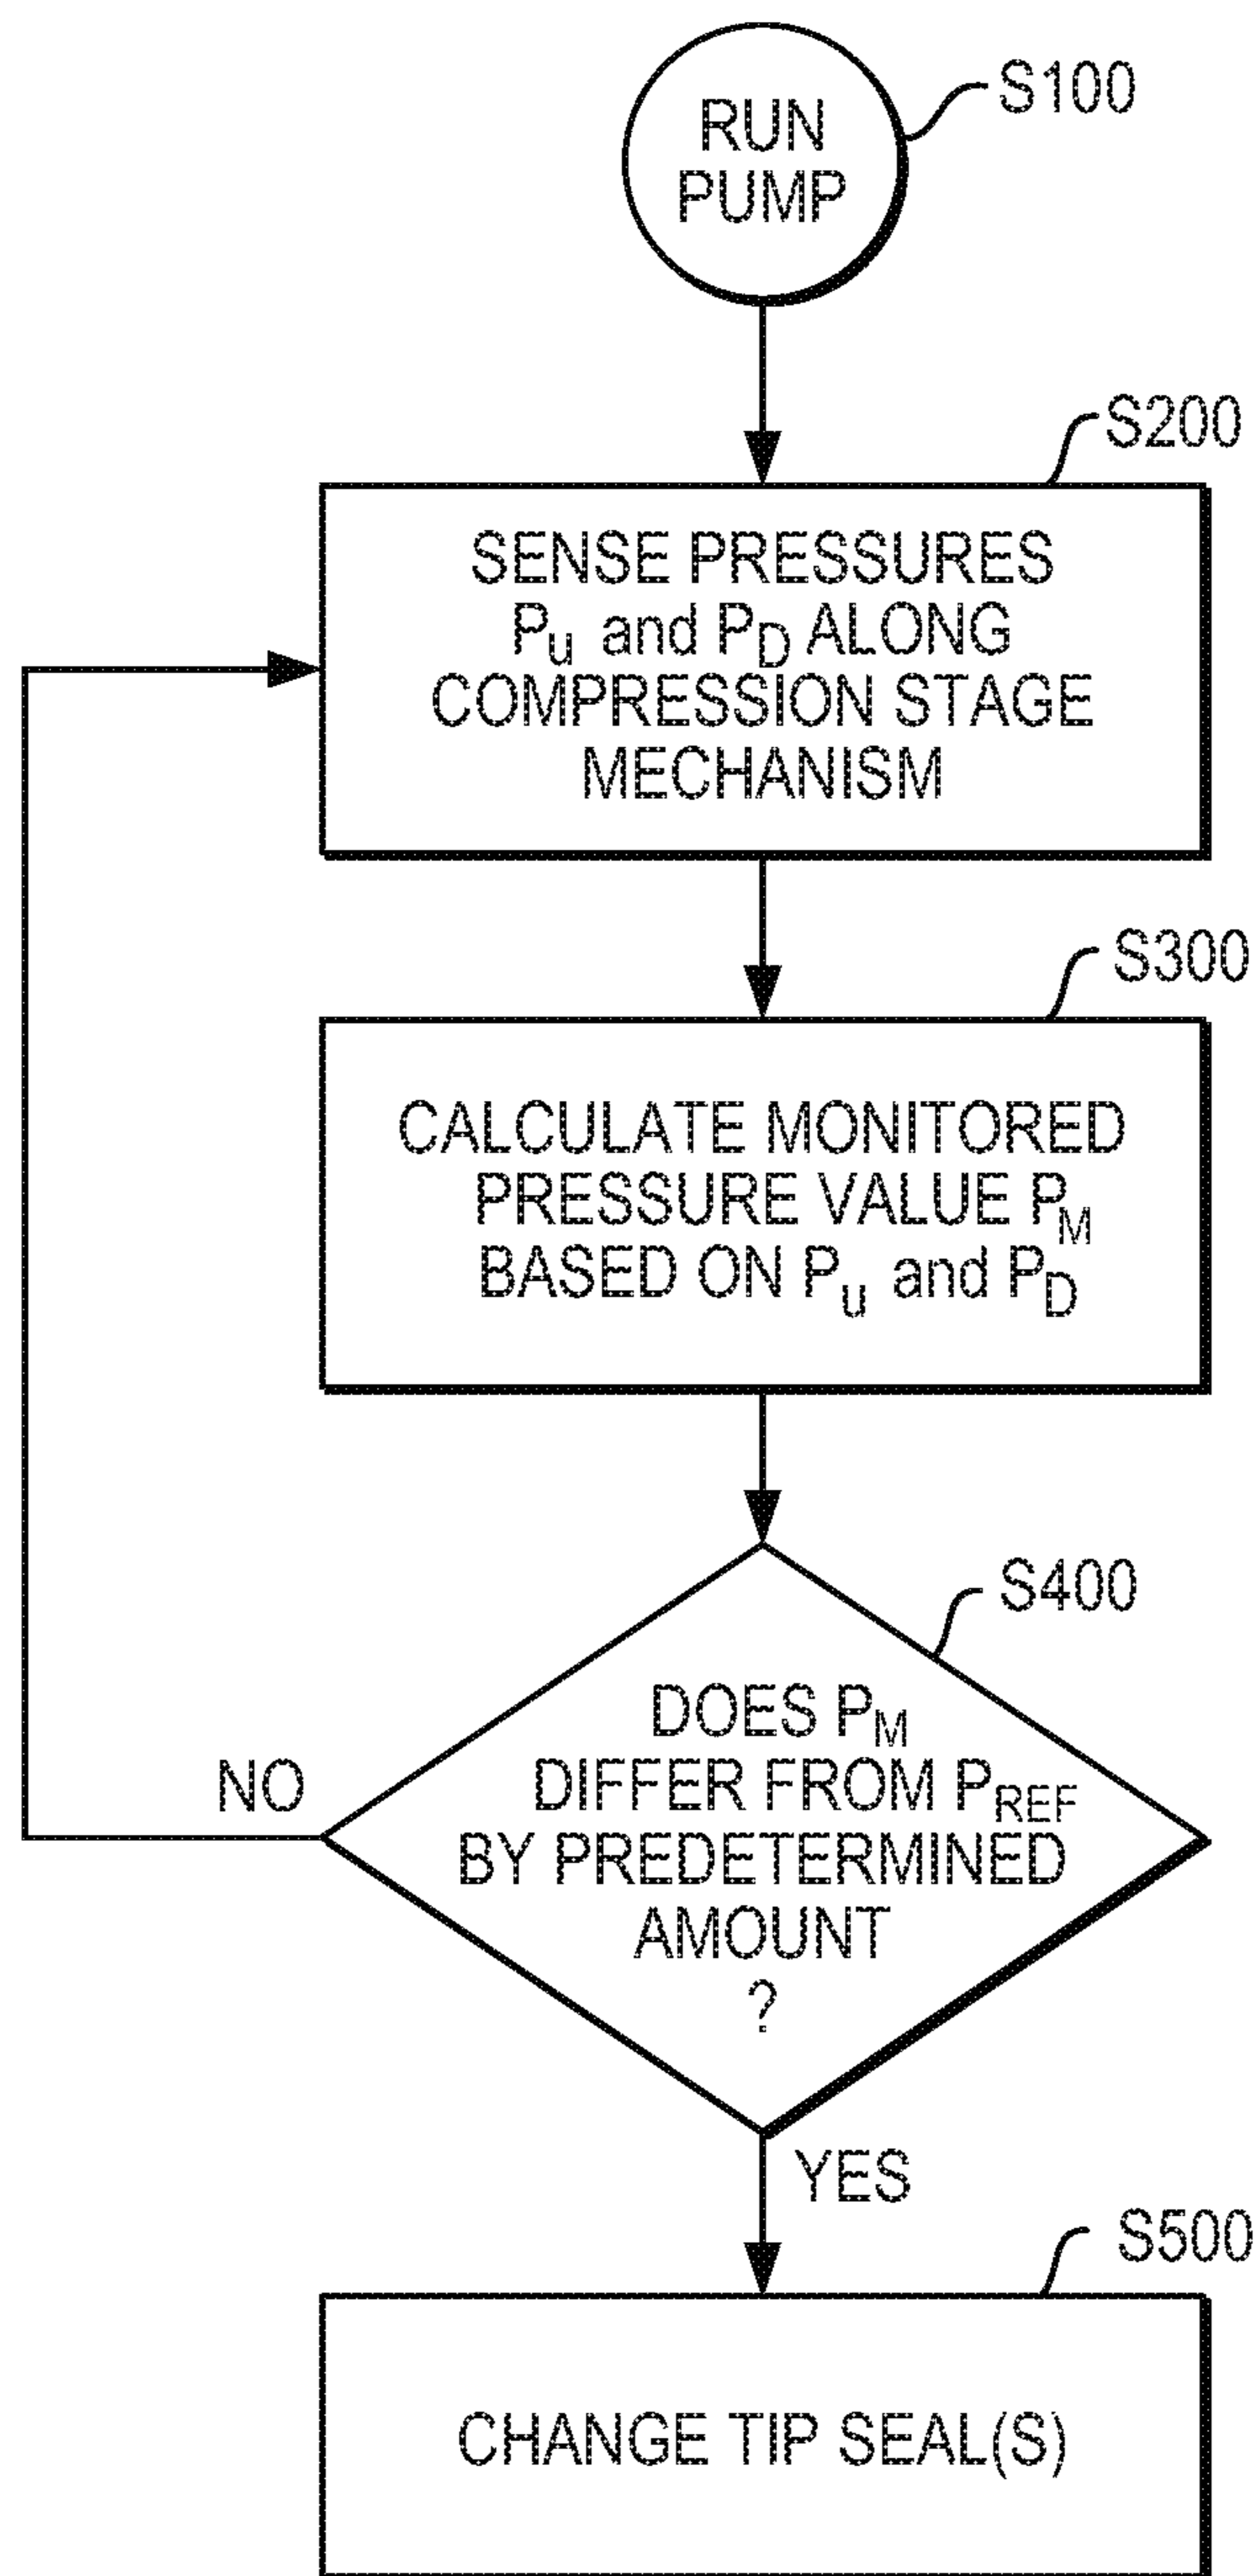 RUN
PUMP
S100
S200
SENSE PRESSURES
Pu and PD ALONG
COMPRESSION STAGE
MECHANISM
S300
CALCULATE MONITORED
PRESSURE VALUE PM
BASED ON Pu and PD
S400
DOES PM
DIFFER FROM PREF
BY PREDETERMINED
AMOUNT
?
NO
YES
S500
CHANGE TIP SEAL(S)